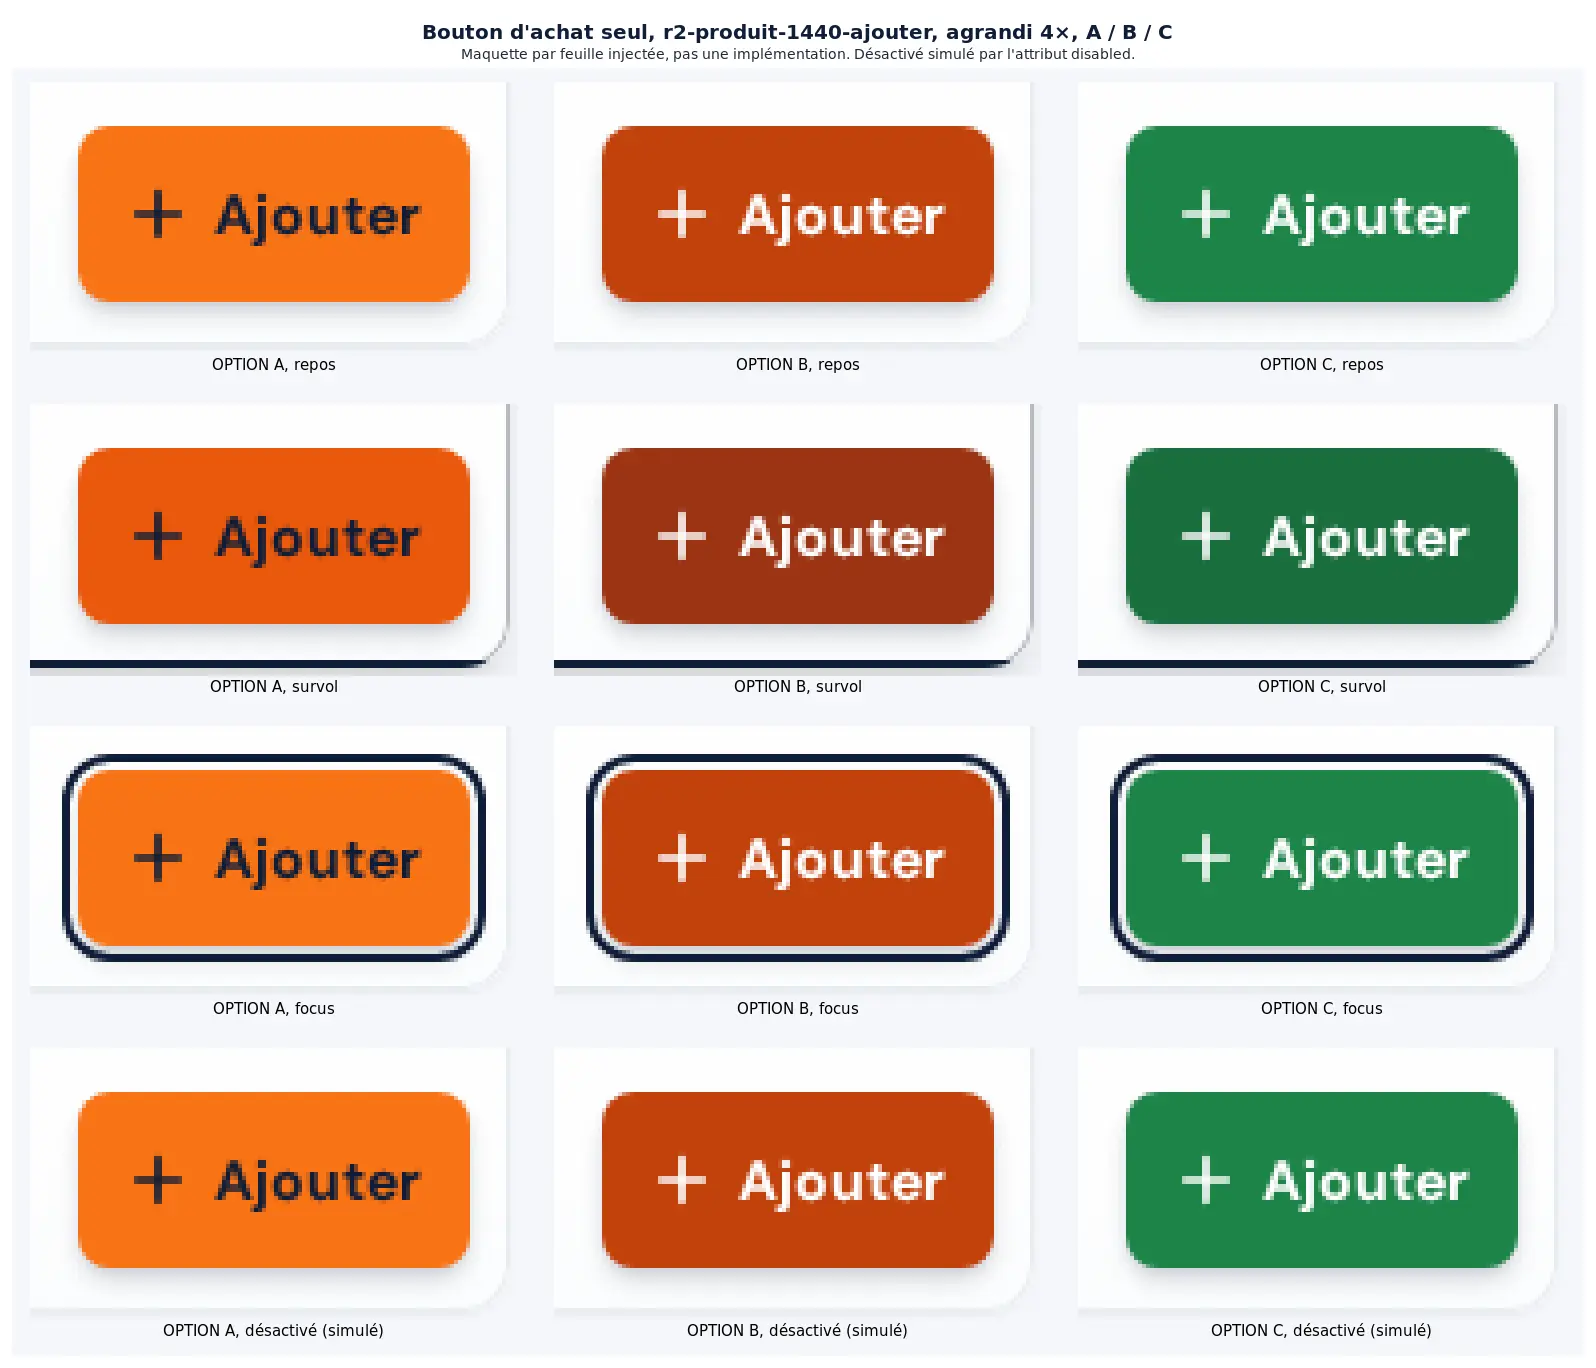 Bouton d'achat seul, r2-produit-1440-ajouter, agrandi 4×, A / B / C
Maquette par feuille injectée, pas une implémentation. Désactivé simulé par l'attribut disabled.
+ Ajouter
+ Ajouter
+ Ajouter
OPTION A, repos
OPTION B, repos
OPTION C, repos
+ Ajouter
+ Ajouter
+ Ajouter
OPTION A, survol
OPTION B, survol
OPTION C, survol
+ Ajouter
+ Ajouter
+ Ajouter
OPTION A, focus
OPTION B, focus
OPTION C, focus
+ Ajouter
+ Ajouter
+ Ajouter
OPTION A, désactivé (simulé)
OPTION B, désactivé (simulé)
OPTION C, désactivé (simulé)